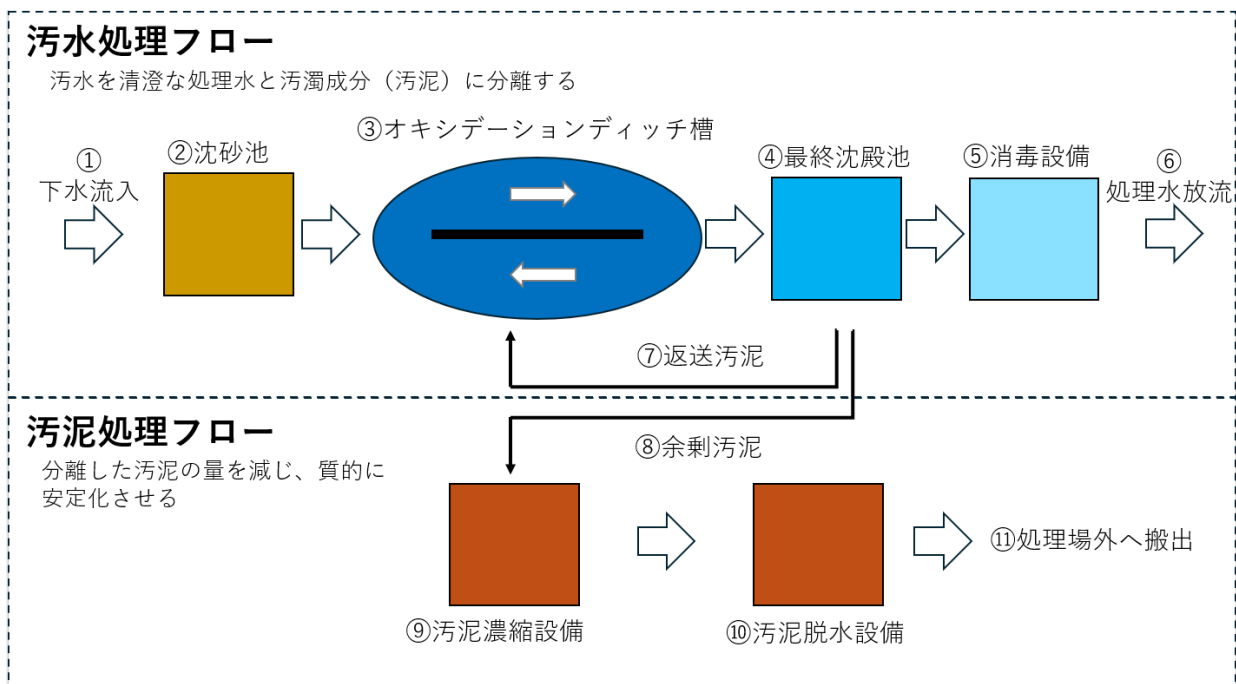 汚水処理フロー
汚水を清澄な処理水と汚濁成分（汚泥）に分離する
①
下水流入
②沈砂池
③オキシデーションディッチ槽
④最終沈殿池
⑤消毒設備
⑥
処理水放流
⑦返送汚泥
汚泥処理フロー
分離した汚泥の量を減じ、質的に
安定化させる
⑧余剰汚泥
⑨汚泥濃縮設備
⑩汚泥脱水設備
⑪処理場外へ搬出